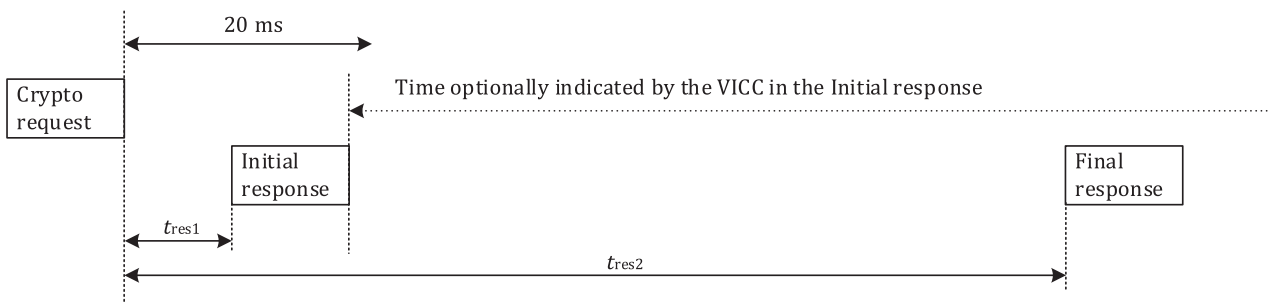 20 ms
Crypto
request
Time optionally indicated by the VICC in the Initial response
Initial
response
Final
response
tres1
tres2